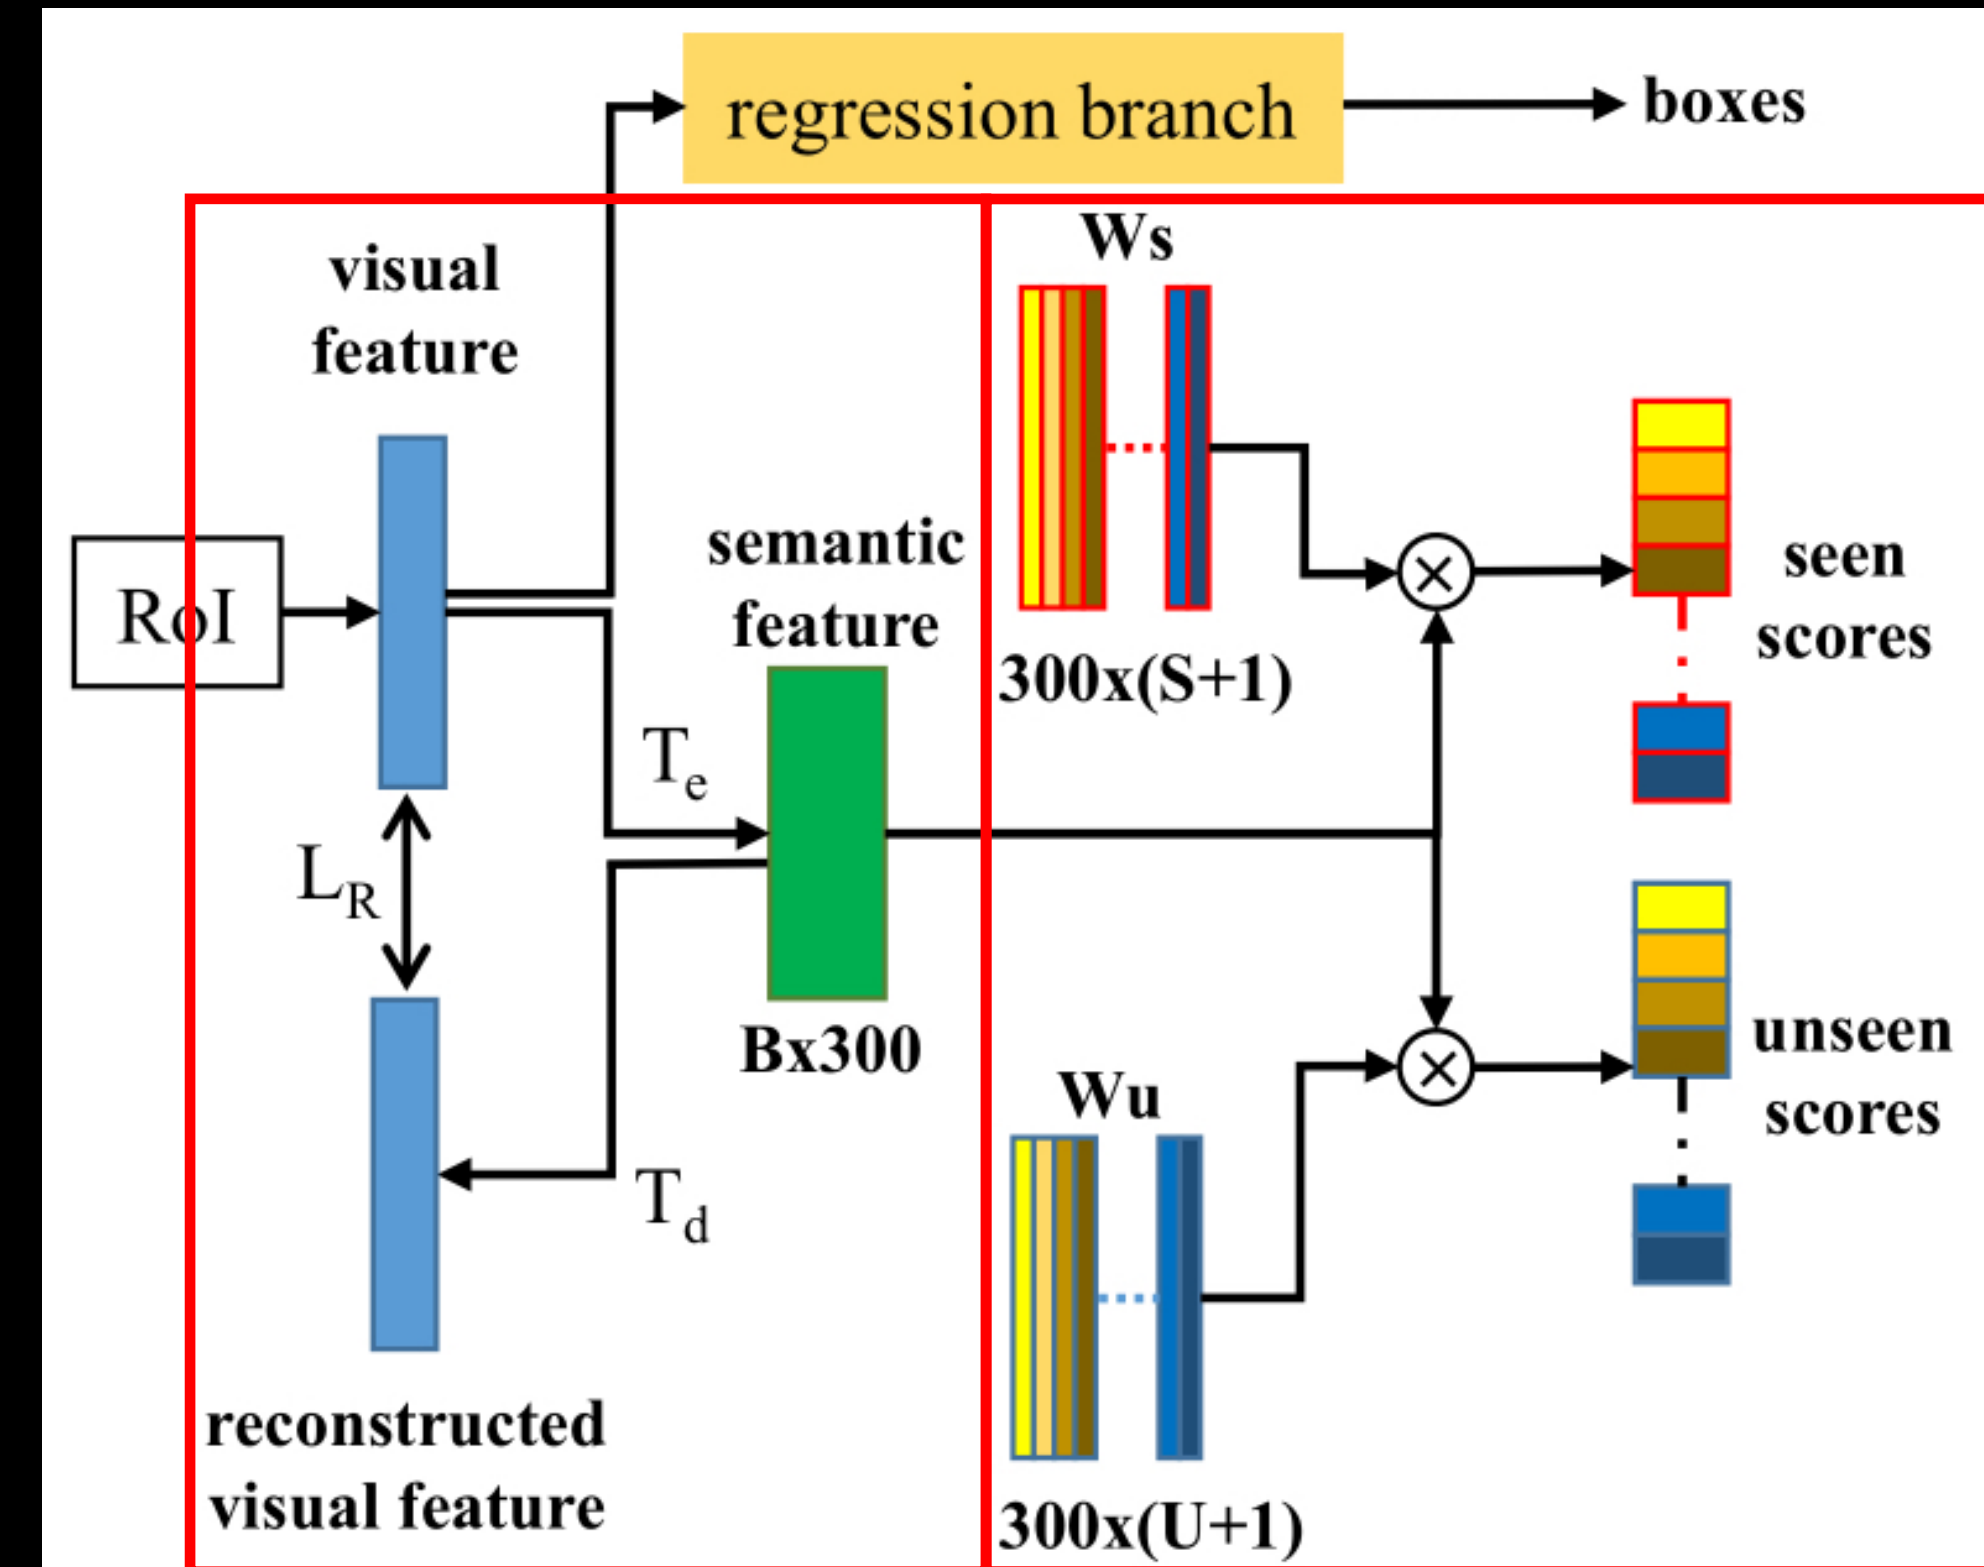 regression branch
boxes
visual
feature
Ws
RoI
semantic
feature
300x(S+1)
seen
scores
Te
LR
Bx300
Wu
unseen
scores
Td
reconstructed
visual feature
300x(U+1)